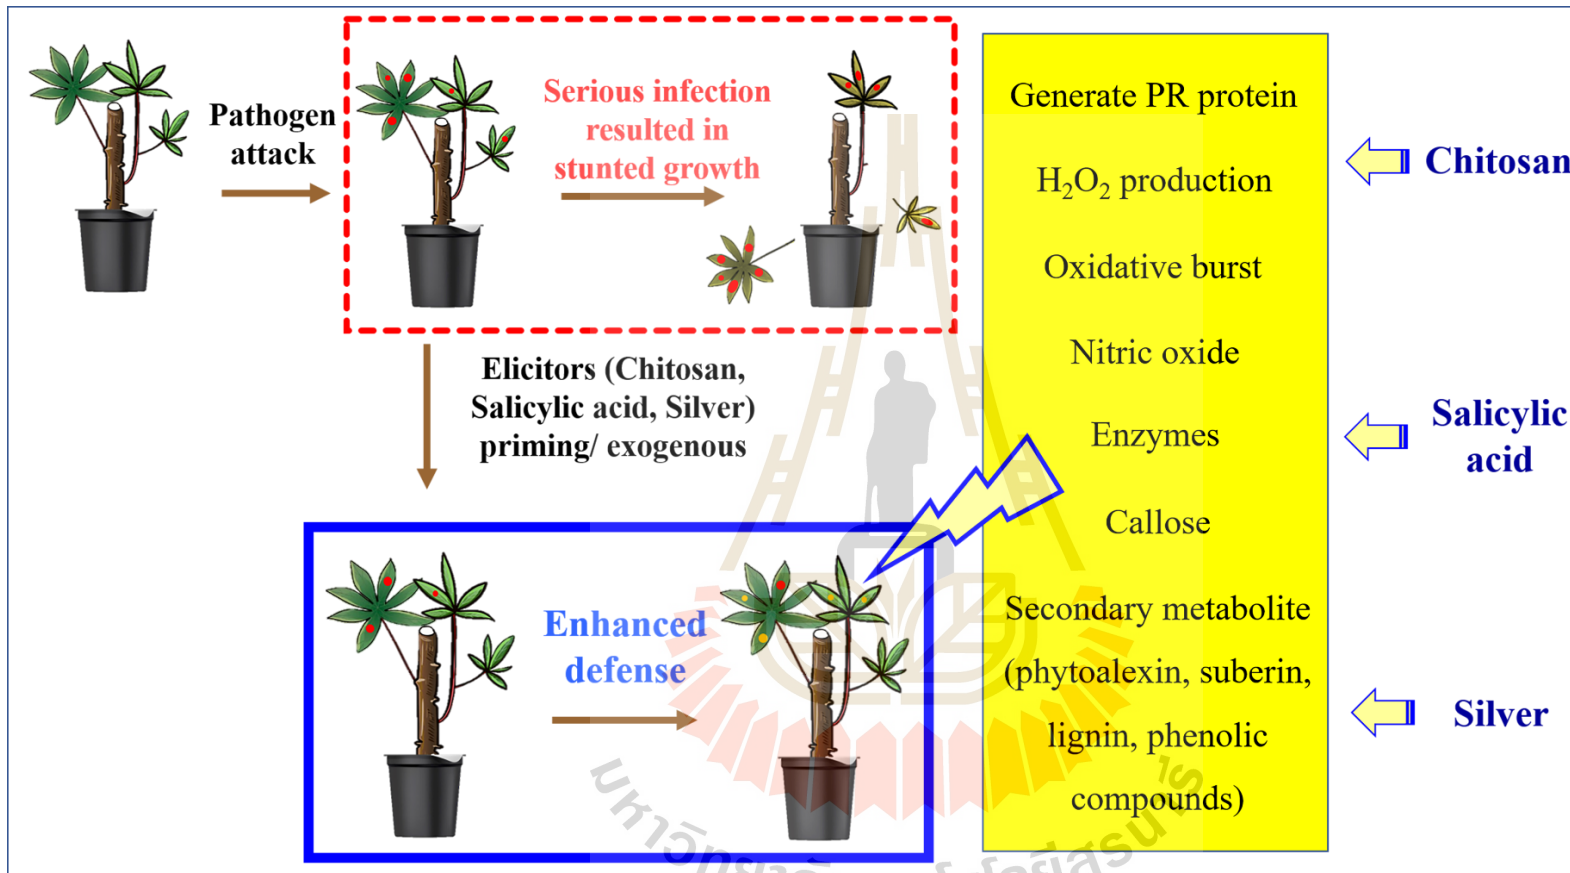 Pathogen
attack
Serious infection
resulted in
stunted growth
Elicitors (Chitosan,
Salicylic acid, Silver)
priming/ exogenous
Enhanced
defense
Generate PR protein
H₂O₂ production
Oxidative burst
Nitric oxide
Enzymes
Callose
Secondary metabolite
(phytoalexin, suberin,
lignin, phenolic
compounds)
Chitosan
Salicylic
acid
Silver